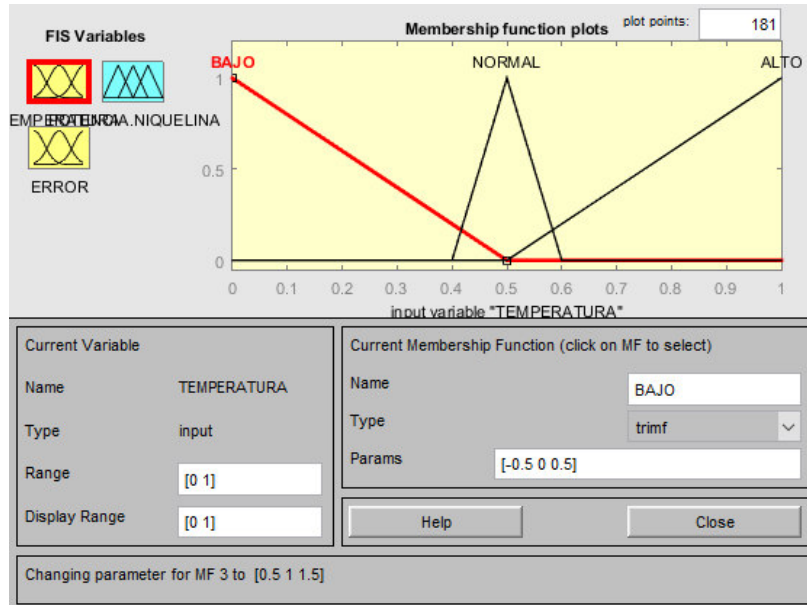 FIS Variables
Membership function plots
plot points:
181
BAJO
NORMAL
ALTO
1
0.5
0
0 0.1 0.2 0.3 0.4 0.5 0.6 0.7 0.8 0.9 1
input variable "TEMPERATURA"
NIQUELINA
ERROR
Current Variable
Name TEMPERATURA
Type input
Range [0 1]
Display Range [0 1]
Current Membership Function (click on MF to select)
Name BAJO
Type trimf
Params [-0.5 0 0.5]
Help
Close
Changing parameter for MF 3 to [0.5 1 1.5]